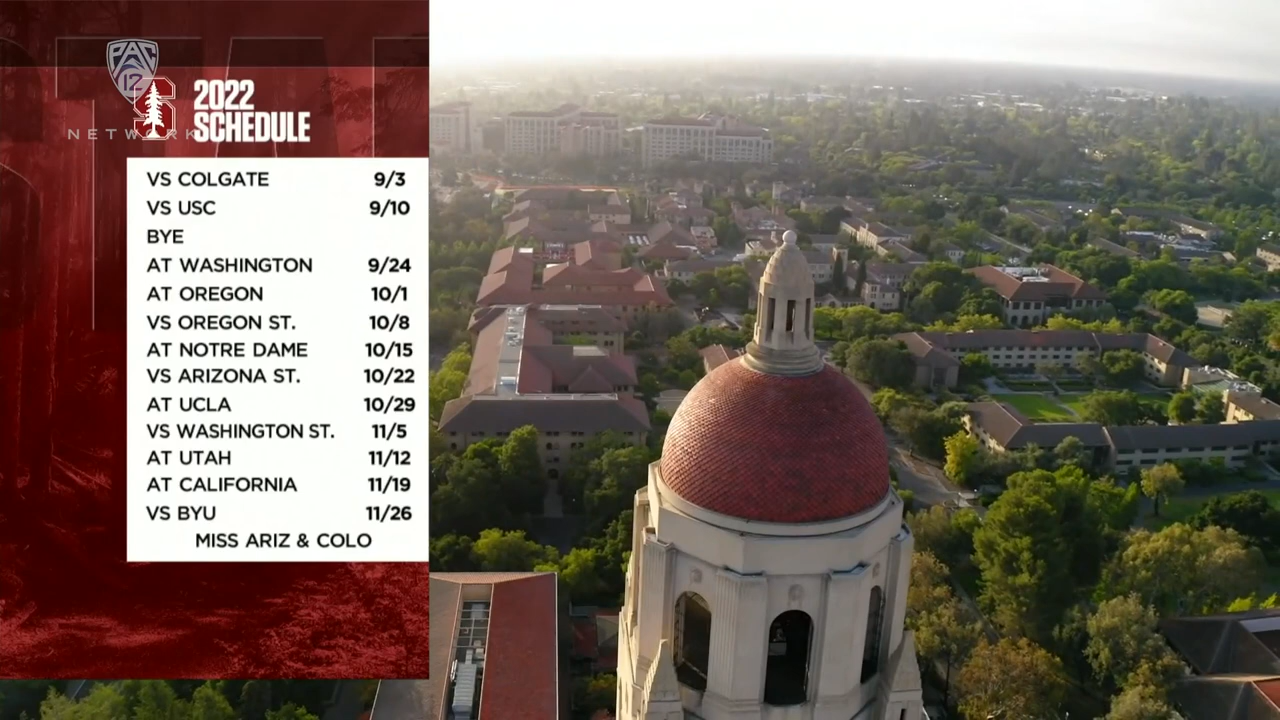 PAC
12
NETWORK
S
2022
SCHEDULE
VS COLGATE 9/3
VS USC 9/10
BYE
AT WASHINGTON 9/24
AT OREGON 10/1
VS OREGON ST. 10/8
AT NOTRE DAME 10/15
VS ARIZONA ST. 10/22
AT UCLA 10/29
VS WASHINGTON ST. 11/5
AT UTAH 11/12
AT CALIFORNIA 11/19
VS BYU 11/26
MISS ARIZ & COLO